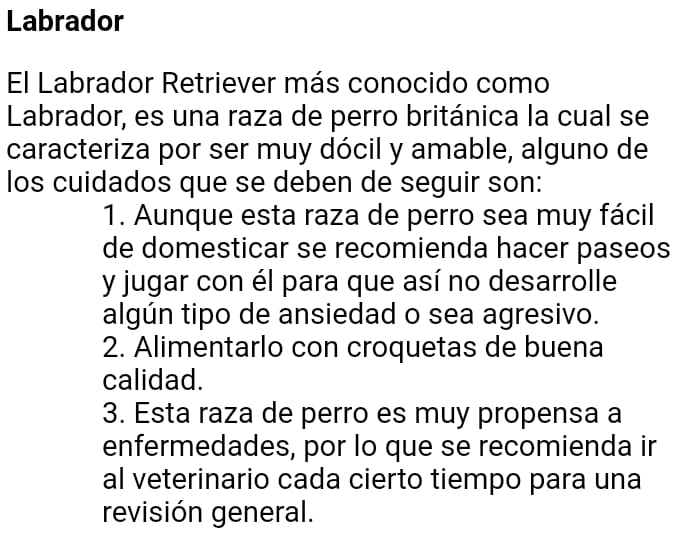 Labrador
El Labrador Retriever más conocido como
Labrador, es una raza de perro británica la cual se
caracteriza por ser muy dócil y amable, alguno de
los cuidados que se deben de seguir son:
1. Aunque esta raza de perro sea muy fácil
de domesticar se recomienda hacer paseos
y jugar con él para que así no desarrolle
algún tipo de ansiedad o sea agresivo.
2. Alimentarlo con croquetas de buena
calidad.
3. Esta raza de perro es muy propensa a
enfermedades, por lo que se recomienda ir
al veterinario cada cierto tiempo para una
revisión general.